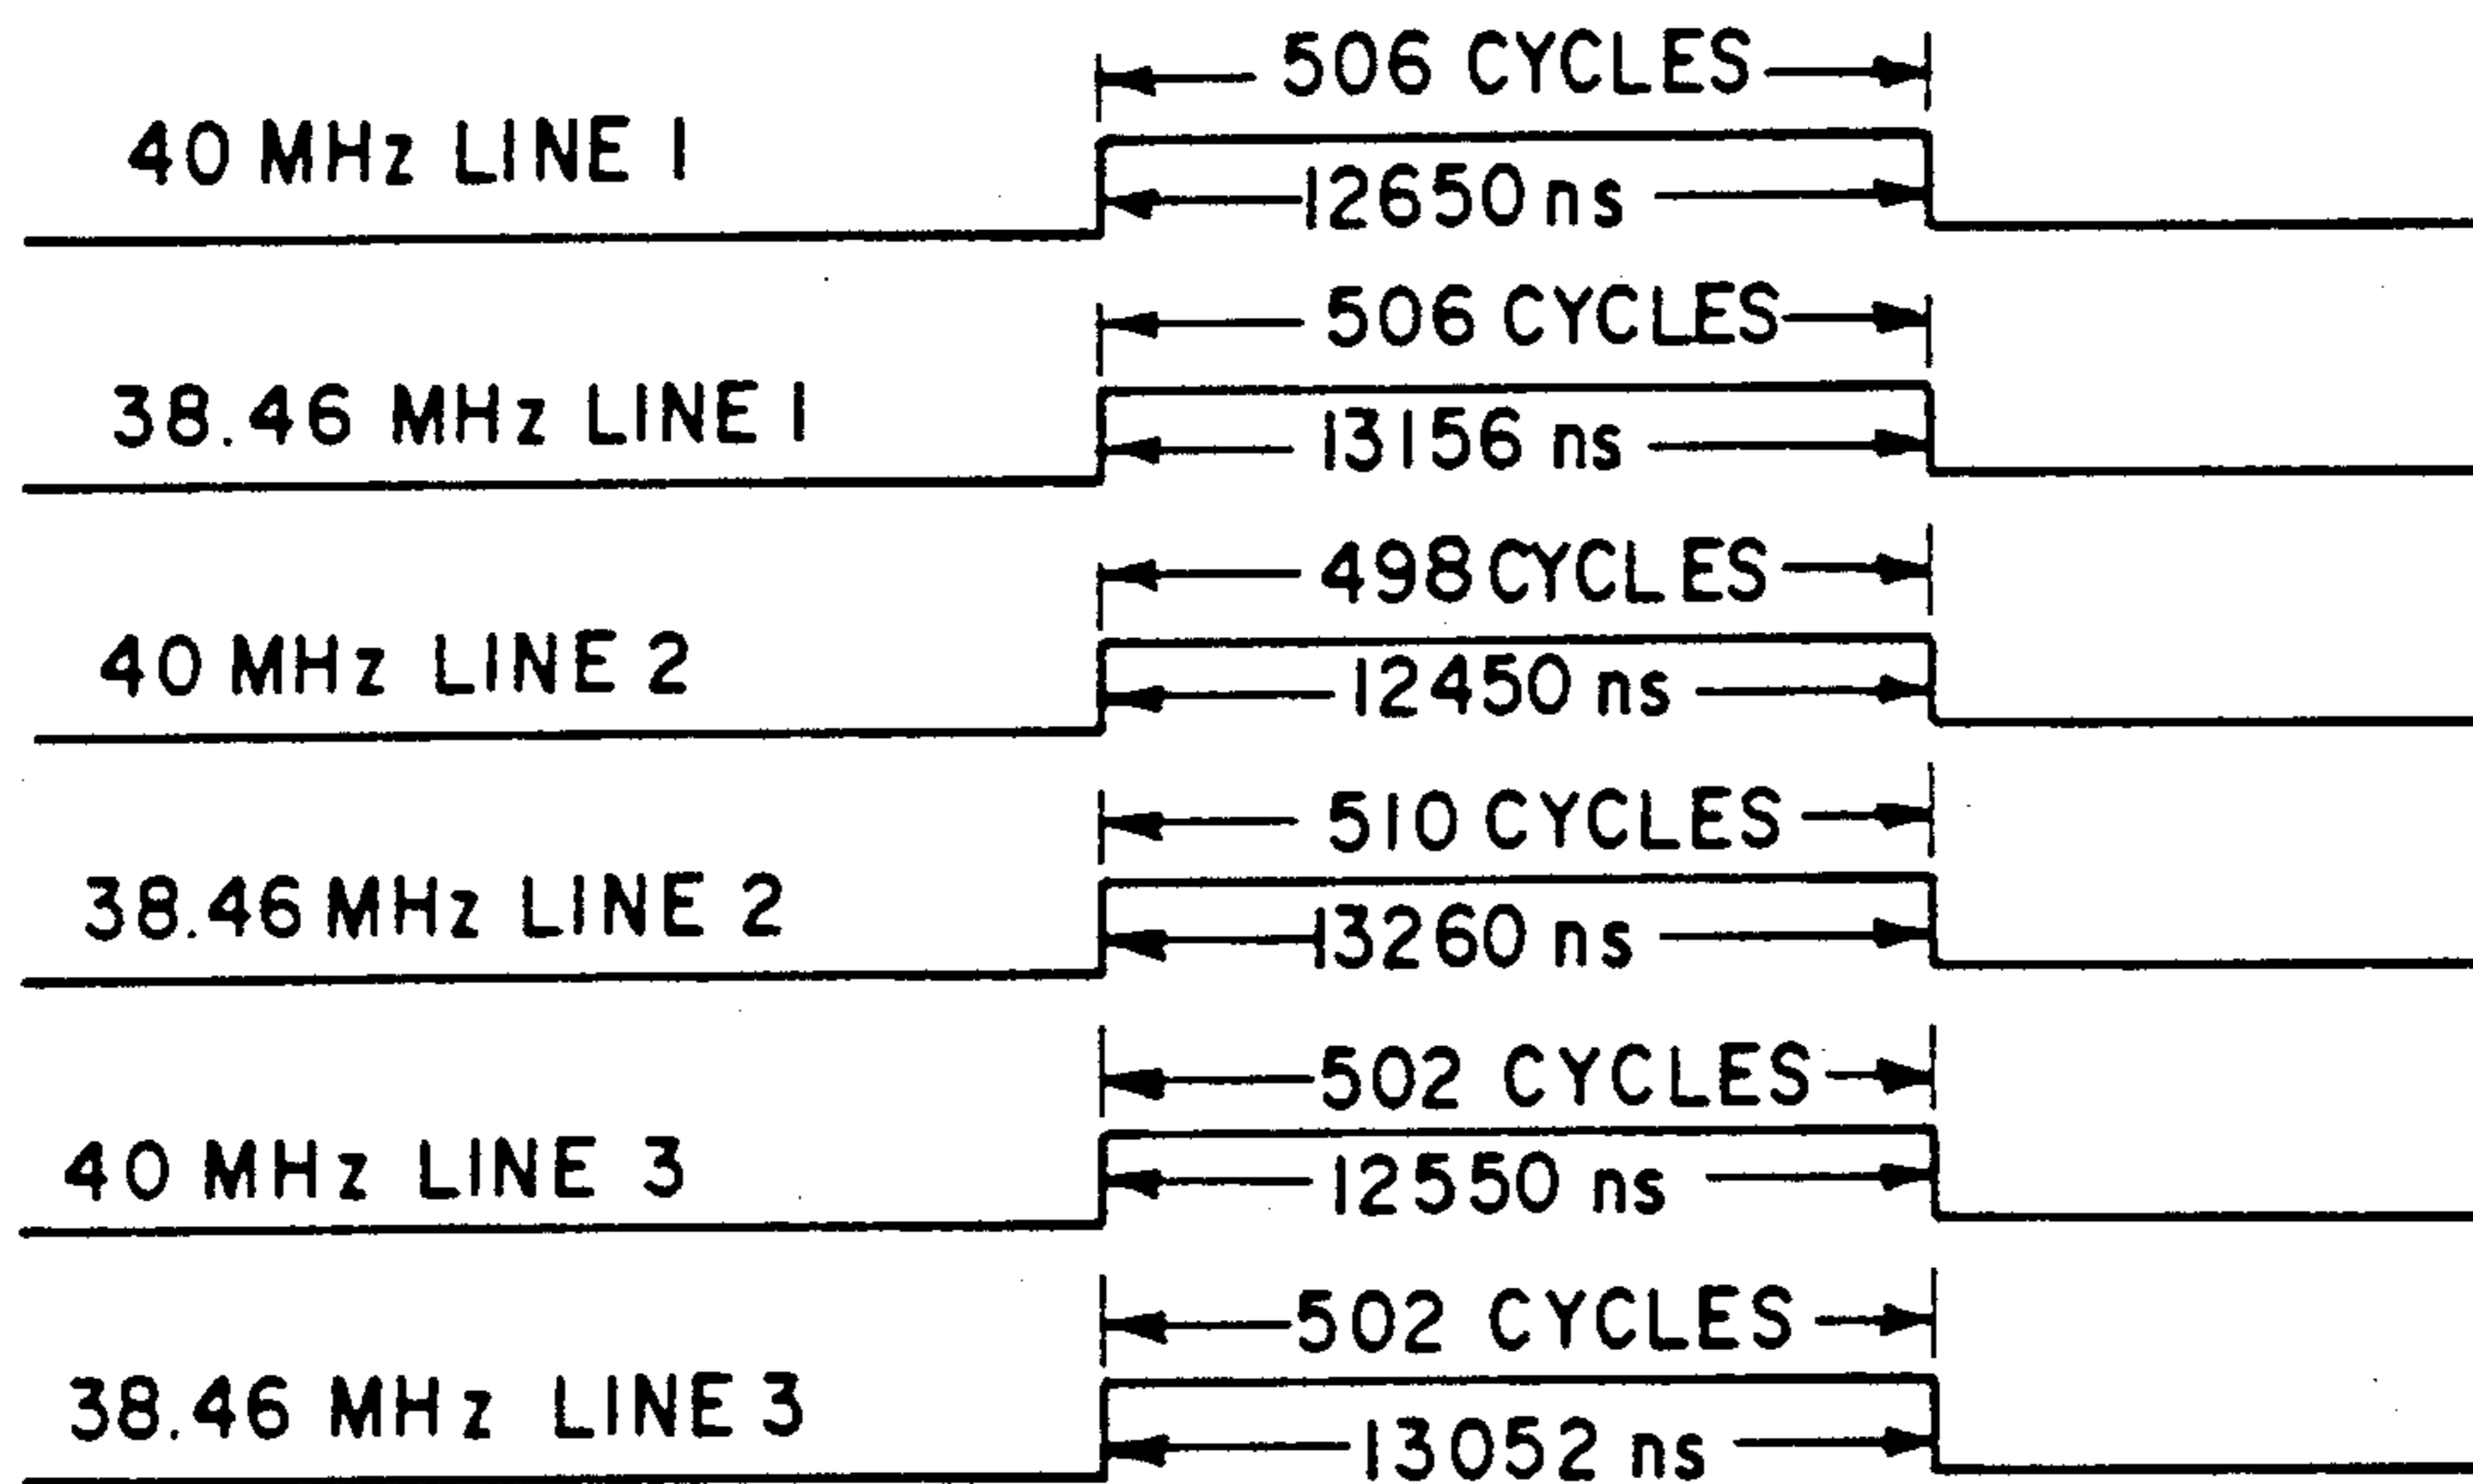 506 CYCLES
40 MHz LINE 1
12650 ns
506 CYCLES
38.46 MHz LINE 1
13156 ns
498 CYCLES
40 MHz LINE 2
12450 ns
510 CYCLES
38.46 MHz LINE 2
13260 ns
502 CYCLES
40 MHz LINE 3
12550 ns
502 CYCLES
38.46 MHz LINE 3
13052 ns